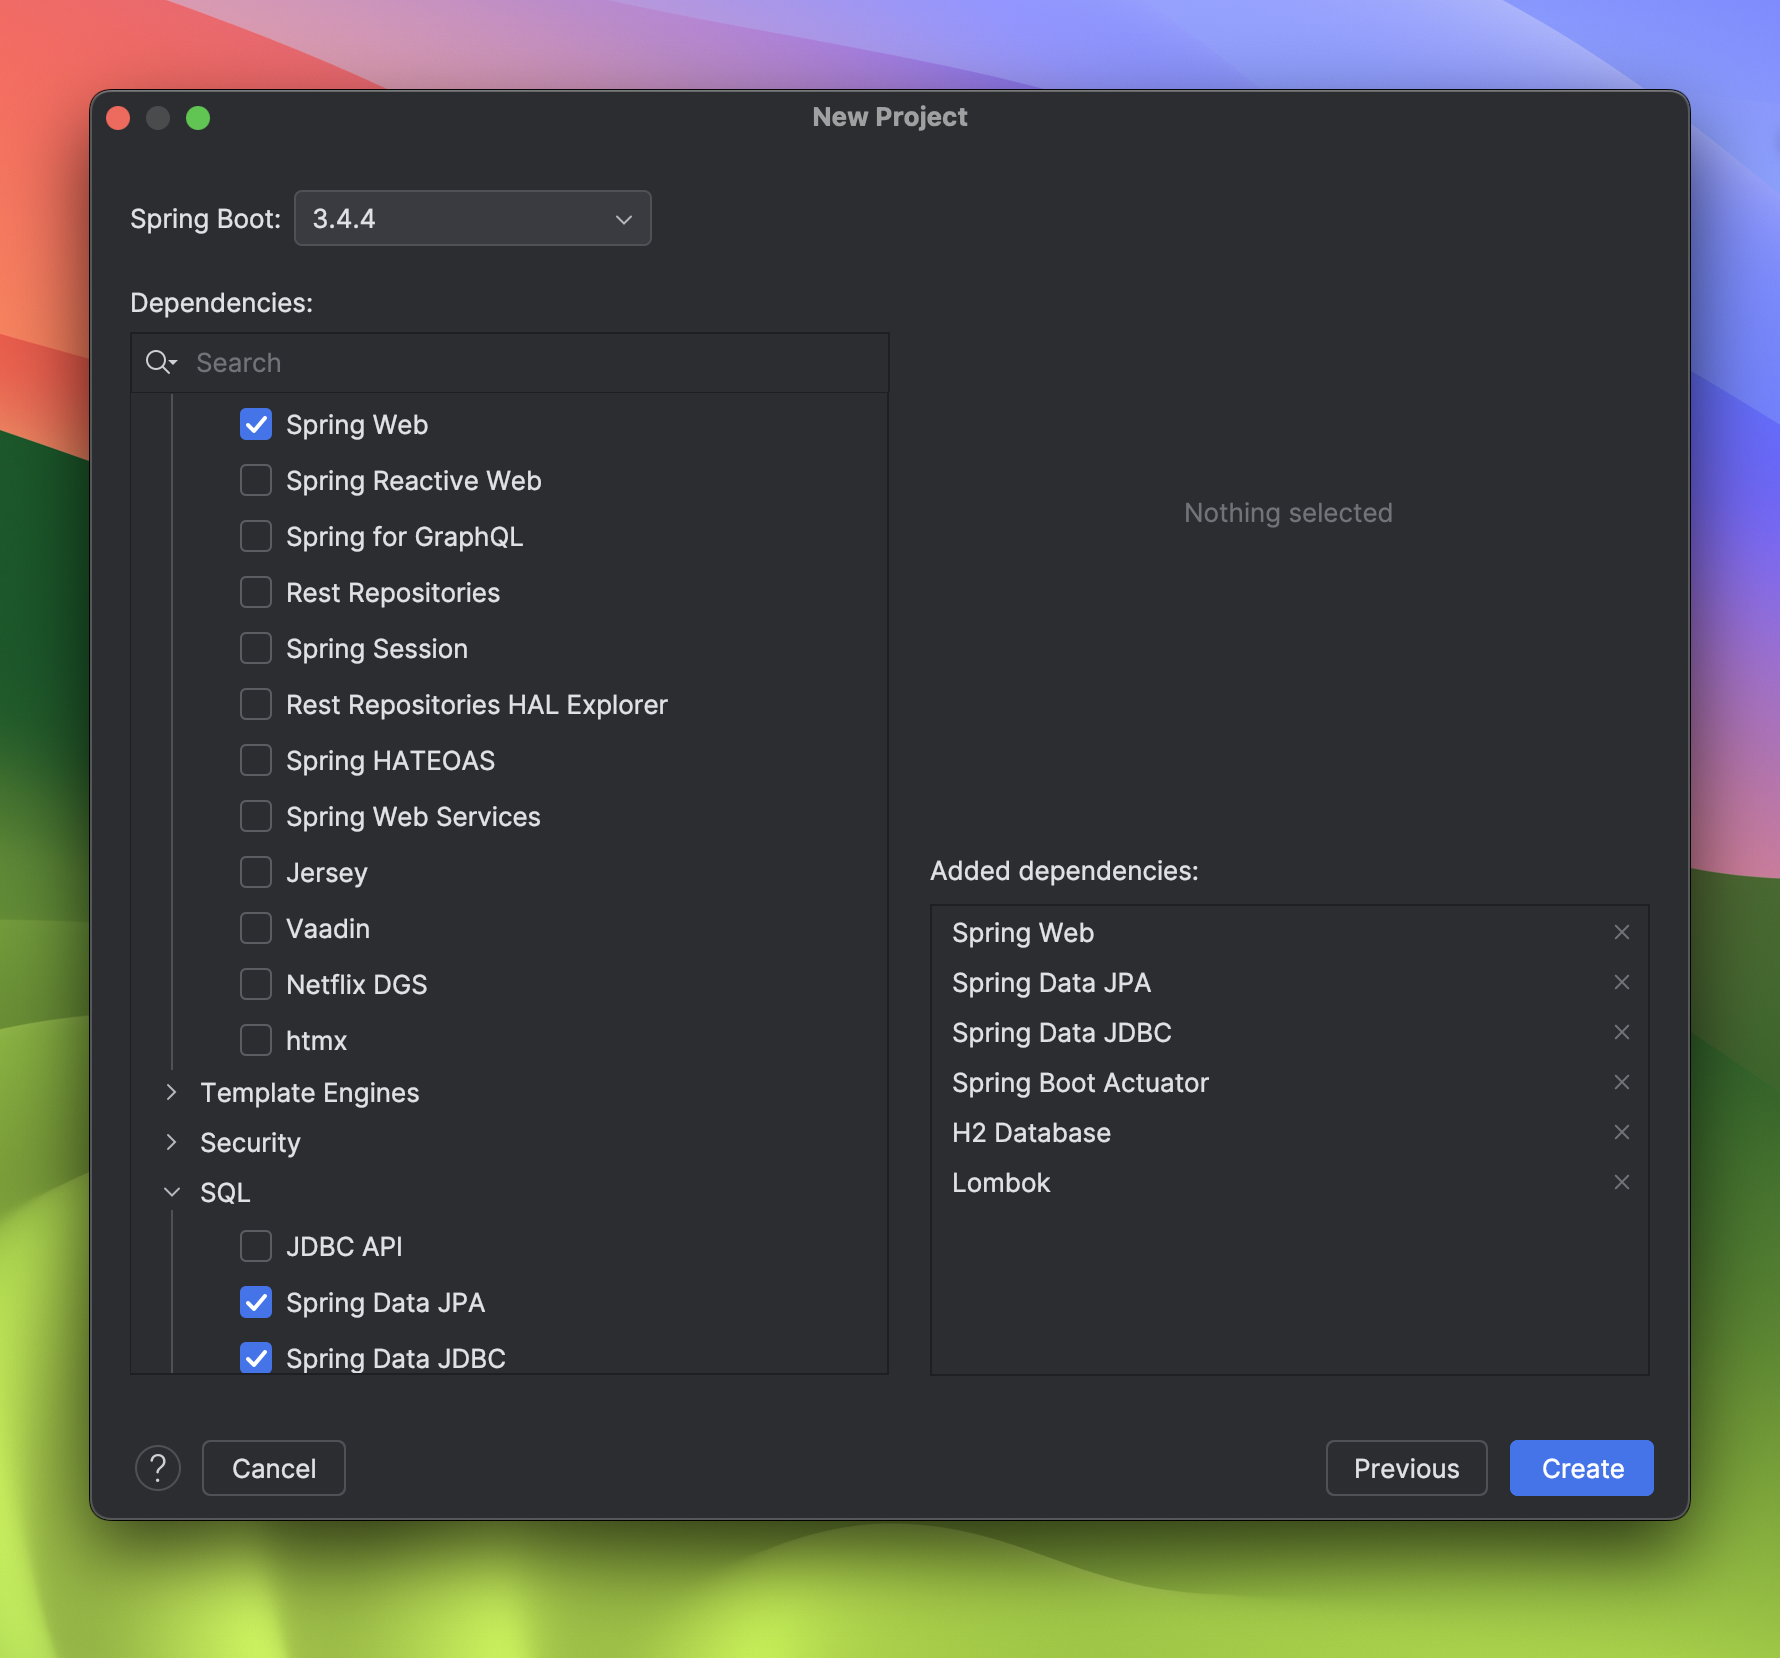 New Project
Spring Boot: 3.4.4
Dependencies:
Search
Spring Web
Spring Reactive Web
Spring for GraphQL
Rest Repositories
Spring Session
Rest Repositories HAL Explorer
Spring HATEOAS
Spring Web Services
Jersey
Vaadin
Netflix DGS
htmx
Template Engines
Security
SQL
JDBC API
Spring Data JPA
Spring Data JDBC
Nothing selected
Added dependencies:
Spring Web
Spring Data JPA
Spring Data JDBC
Spring Boot Actuator
H2 Database
Lombok
? Cancel Previous Create